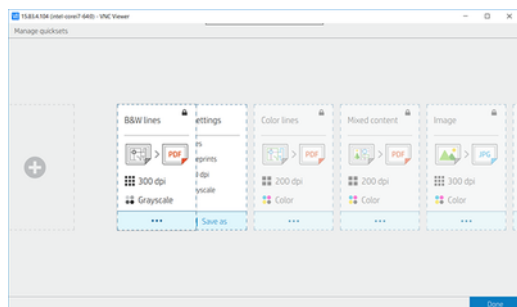 15.83.4.104 (intel-corei7-64①) - VNC Viewer
Manage quicksets
B&W lines
PDF
300 dpi
Grayscale
...
ettings
es
eprints
dpi
yscale
Save as
Color lines
PDF
200 dpi
Color
...
Mixed content
PDF
200 dpi
Color
...
Image
JPG
300 dpi
Color
...
Done